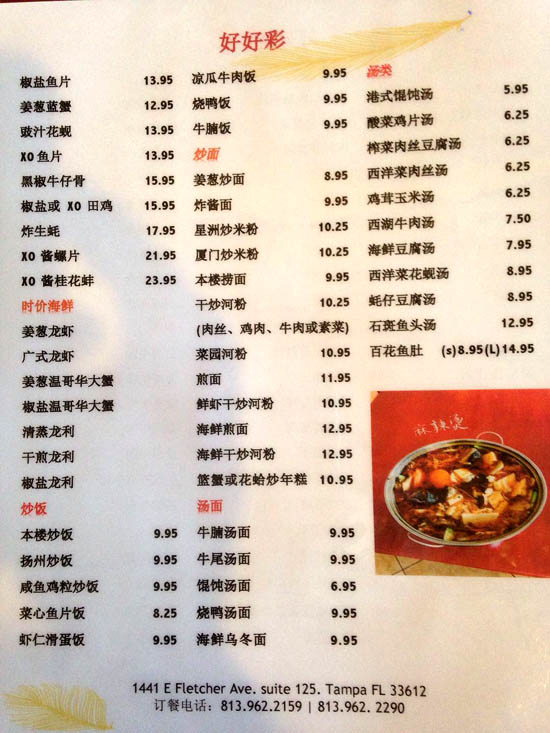 好好彩
椒盐鱼片 13.95
姜葱蓝蟹 12.95
豉汁花蚬 13.95
XO 鱼片 13.95
黑椒牛仔骨 15.95
椒盐或 XO 田鸡 15.95
炸生蚝 17.95
XO 酱螺片 21.95
XO 酱桂花蚌 23.95
时价海鲜
姜葱龙虾
广式龙虾
姜葱温哥华大蟹
椒盐温哥华大蟹
清蒸龙利
干煎龙利
椒盐龙利
炒饭
本楼炒饭 9.95
扬州炒饭 9.95
咸鱼鸡粒炒饭 9.95
菜心鱼片饭 8.25
虾仁滑蛋饭 9.95
凉瓜牛肉饭 9.95
烧鸭饭 9.95
牛腩饭 9.95
炒面
姜葱炒面 8.95
炸酱面 9.95
星洲炒米粉 10.25
厦门炒米粉 10.25
本楼捞面 9.95
干炒河粉 10.25
(肉丝、鸡肉、牛肉或素菜)
菜园河粉 10.95
煎面 11.95
鲜虾干炒河粉 10.95
海鲜煎面 12.95
海鲜干炒河粉 12.95
篮蟹或花蛤炒年糕 10.95
汤面
牛腩汤面 9.95
牛尾汤面 9.95
馄饨汤面 6.95
烧鸭汤面 9.95
海鲜乌冬面 9.95
汤类
港式馄饨汤 5.95
酸菜鸡片汤 6.25
榨菜肉丝豆腐汤 6.25
西洋菜肉丝汤 6.25
鸡茸玉米汤 6.25
西湖牛肉汤 7.50
海鲜豆腐汤 7.95
西洋菜花蚬汤 8.95
蚝仔豆腐汤 8.95
石斑鱼头汤 12.95
百花鱼肚 (s)8.95(L)14.95
麻辣烫
1441 E Fletcher Ave. suite 125. Tampa FL 33612
订餐电话: 813.962.2159 | 813.962. 2290